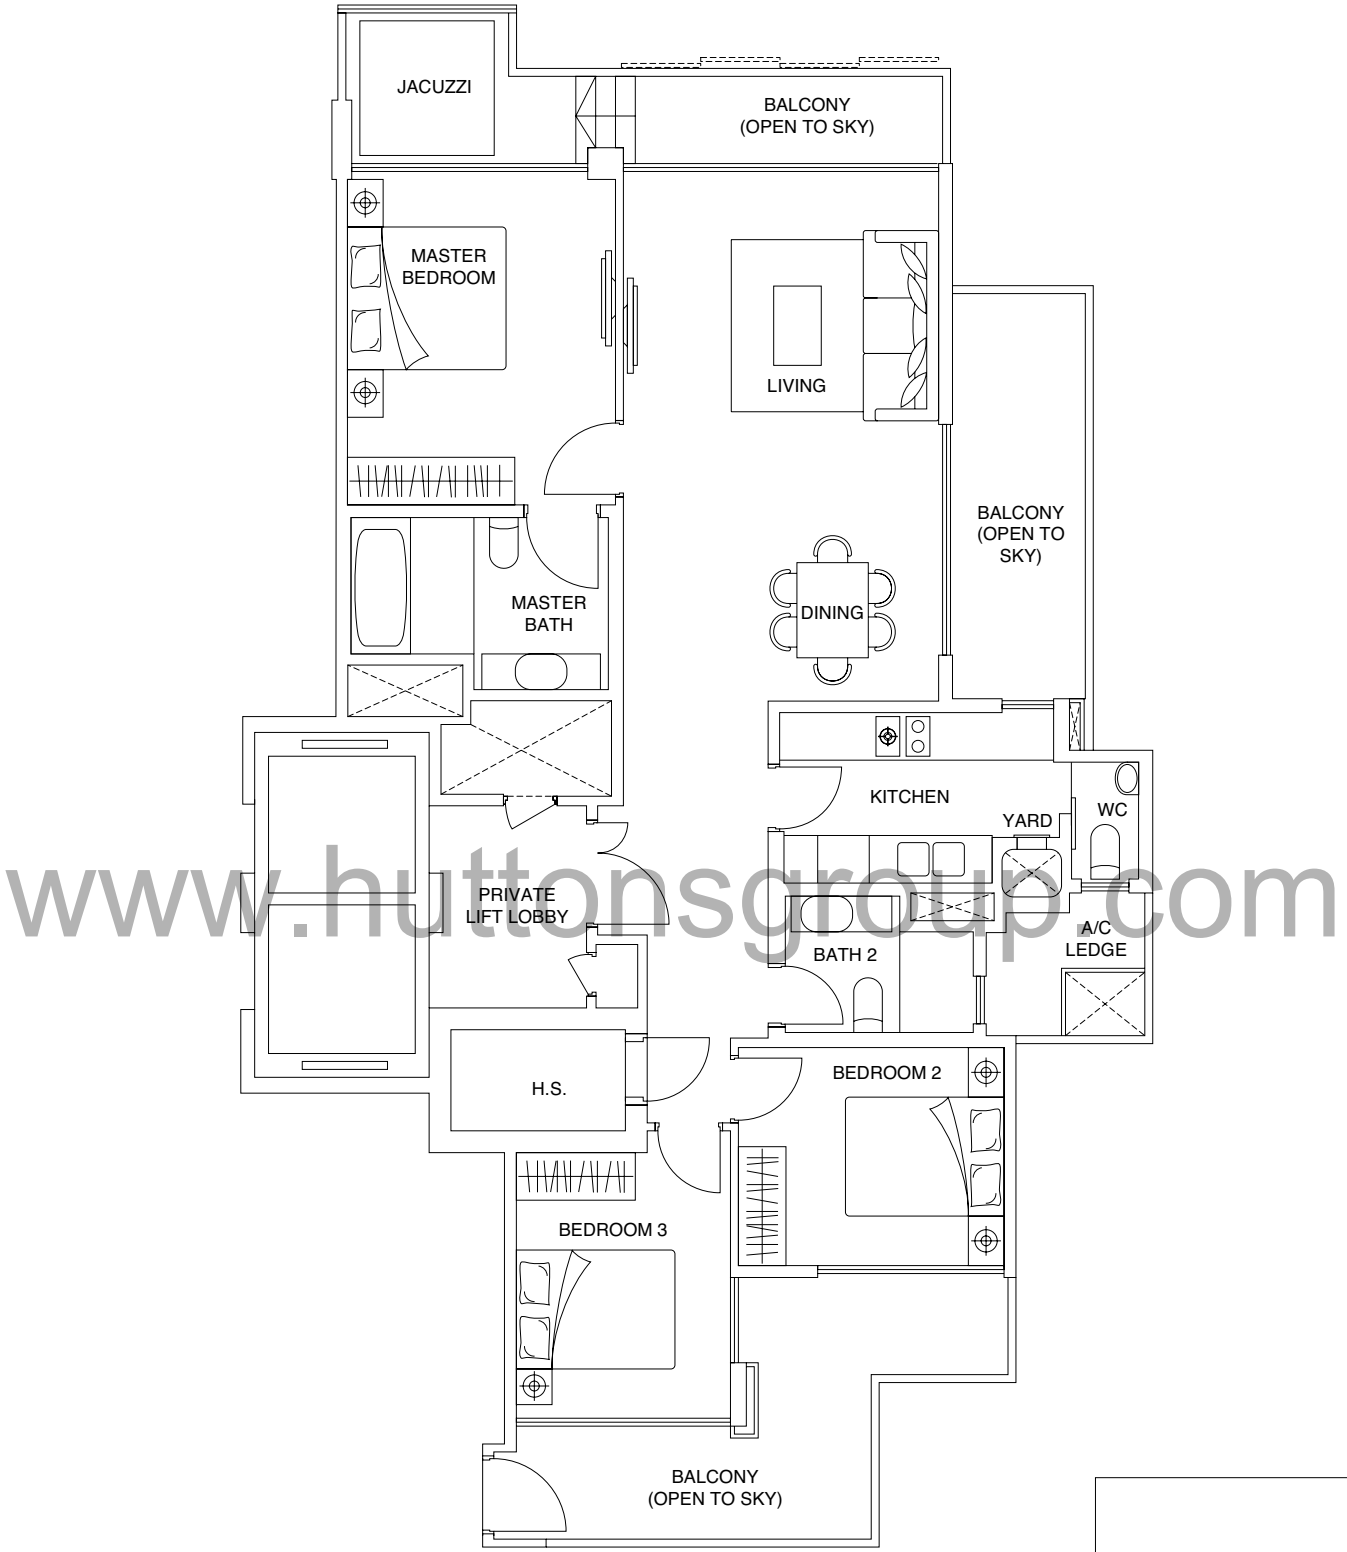 JACUZZI
BALCONY
(OPEN TO SKY)
MASTER
BEDROOM
LIVING
BALCONY
(OPEN TO
SKY)
MASTER
BATH
DINING
KITCHEN
YARD
WC
www.huttonsgroup.com
PRIVATE
LIFT LOBBY
BATH 2
A/C
LEDGE
H.S.
BEDROOM 2
BEDROOM 3
BALCONY
(OPEN TO SKY)